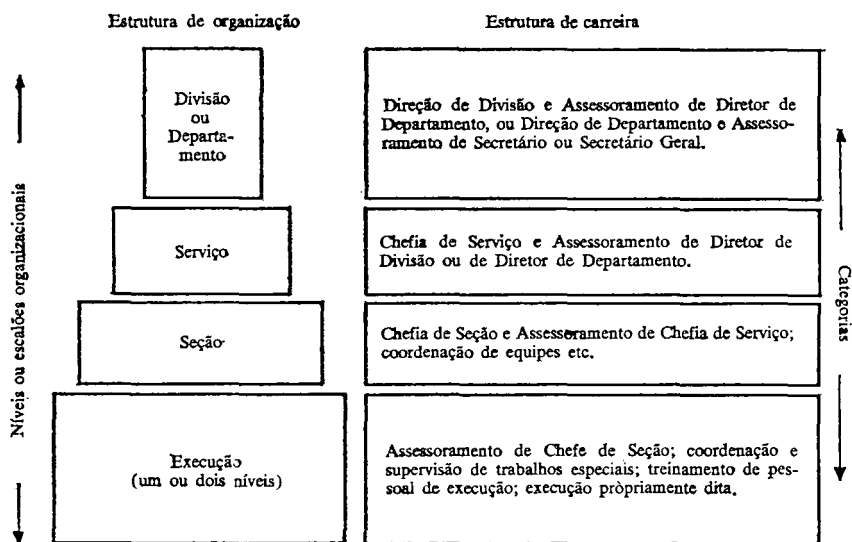 Estrutura de organização
Estrutura de carreira
Níveis ou escalões organizacionais
Divisão
ou
Departa-
mento
Direção de Divisão e Assessoramento de Diretor de
Departamento, ou Direção de Departamento e Assesso-
ramento de Secretário ou Secretário Geral.
Serviço
Chefia de Serviço e Assessoramento de Diretor de
Divisão ou de Diretor de Departamento.
Seção
Chefia de Seção e Assessoramento de Chefia de Serviço;
coordenação de equipes etc.
Execução
(um ou dois níveis)
Assessoramento de Chefe de Seção; coordenação e
supervisão de trabalhos especiais; treinamento de pes-
soal de execução; execução pròpriamente dita.
Categorias